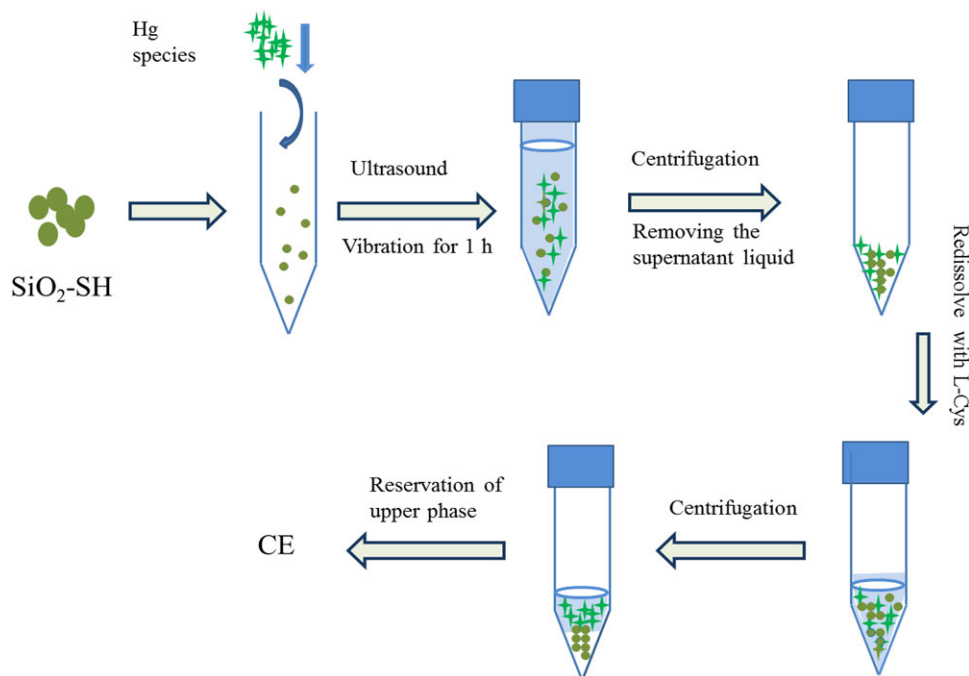 Hg
species
SiO₂-SH
Ultrasound
Vibration for 1 h
Centrifugation
Removing the
supernatant liquid
Redissolve with L-Cys
Centrifugation
Reservation of
upper phase
CE